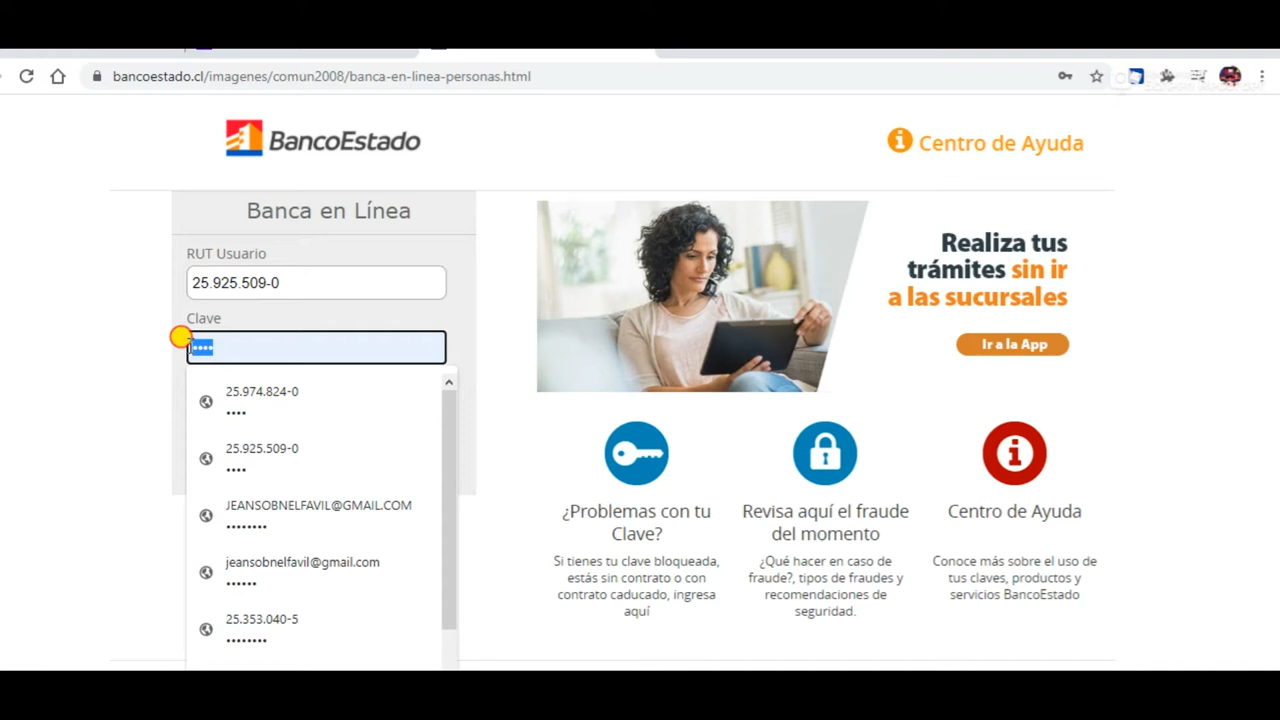 bancoestado.cl/imagenes/comun2008/banca-en-linea-personas.html
BancoEstado
Centro de Ayuda
Banca en Línea
RUT Usuario
25.925.509-0
Clave
••••
25.974.824-0
••••
25.925.509-0
••••
JEANSOBNELFAVIL@GMAIL.COM
••••••••
jeansobnelfavil@gmail.com
••••••
25.353.040-5
••••••••
Realiza tus
trámites sin ir
a las sucursales
Ir a la App
¿Problemas con tu
Clave?
Si tienes tu clave bloqueada,
estás sin contrato o con
contrato caducado, ingresa
aquí
Revisa aquí el fraude
del momento
¿Qué hacer en caso de
fraude?, tipos de fraudes y
recomendaciones de
seguridad.
Centro de Ayuda
Conoce más sobre el uso de
tus claves, productos y
servicios BancoEstado